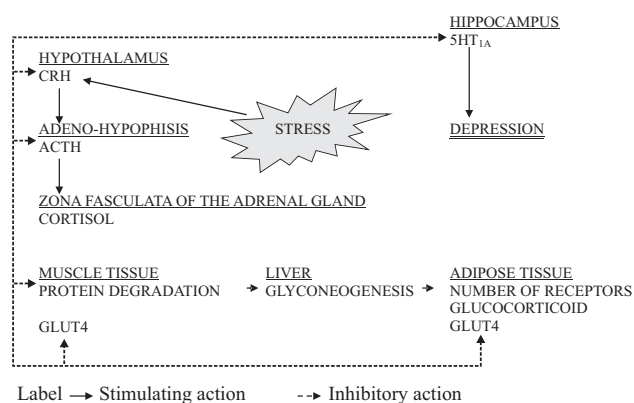 HIPPOCAMPUS
5HT1A
HYPOTHALAMUS
CRH
STRESS
ADENO-HYPOPHISIS
ACTH
DEPRESSION
ZONA FASCULATA OF THE ADRENAL GLAND
CORTISOL
MUSCLE TISSUE
PROTEIN DEGRADATION
GLUT4
LIVER
GLYCONEOGENESIS
ADIPOSE TISSUE
NUMBER OF RECEPTORS
GLUCOCORTICOID
GLUT4
Label → Stimulating action --→ Inhibitory action